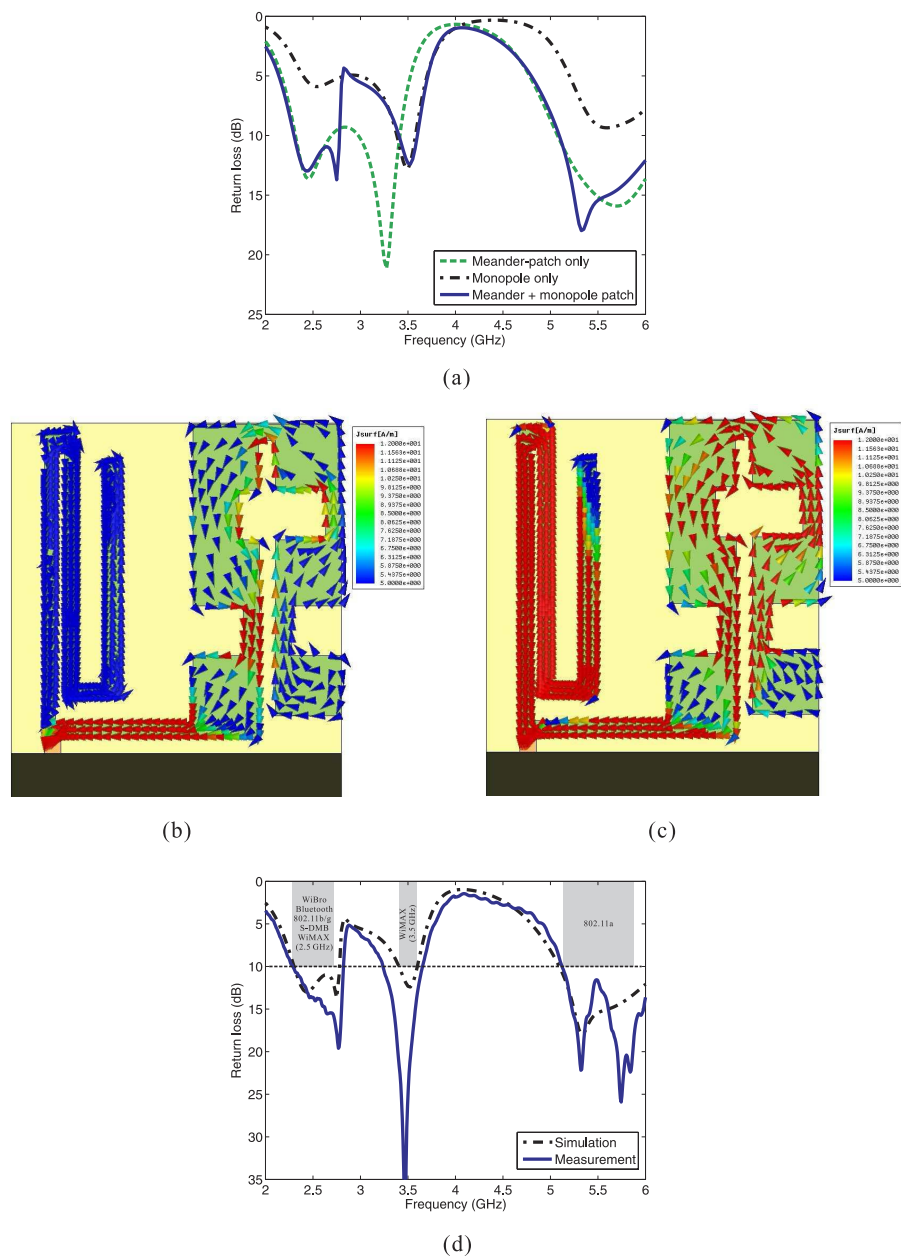 0
5
10
15
20
25
Return loss (dB)
Meander-patch only
Monopole only
Meander + monopole patch
2 2.5 3 3.5 4 4.5 5 5.5 6
Frequency (GHz)
(a)
Jsurf[A/m]
1.2000e+001
1.1563e+001
1.1125e+001
1.0688e+001
1.0250e+001
9.8125e+000
9.3750e+000
8.9375e+000
8.5000e+000
8.0625e+000
7.6250e+000
7.1875e+000
6.7500e+000
6.3125e+000
5.8750e+000
5.4375e+000
5.0000e+000
(b)
Jsurf[A/m]
1.2000e+001
1.1563e+001
1.1125e+001
1.0688e+001
1.0250e+001
9.8125e+000
9.3750e+000
8.9375e+000
8.5000e+000
8.0625e+000
7.6250e+000
7.1875e+000
6.7500e+000
6.3125e+000
5.8750e+000
5.4375e+000
5.0000e+000
(c)
0
5
10
15
20
25
30
35
Return loss (dB)
WiBro
Bluetooth
802.11b/g
S-DMB
WiMAX
(2.5 GHz)
WiMAX
(3.5 GHz)
802.11a
Simulation
Measurement
2 2.5 3 3.5 4 4.5 5 5.5 6
Frequency (GHz)
(d)